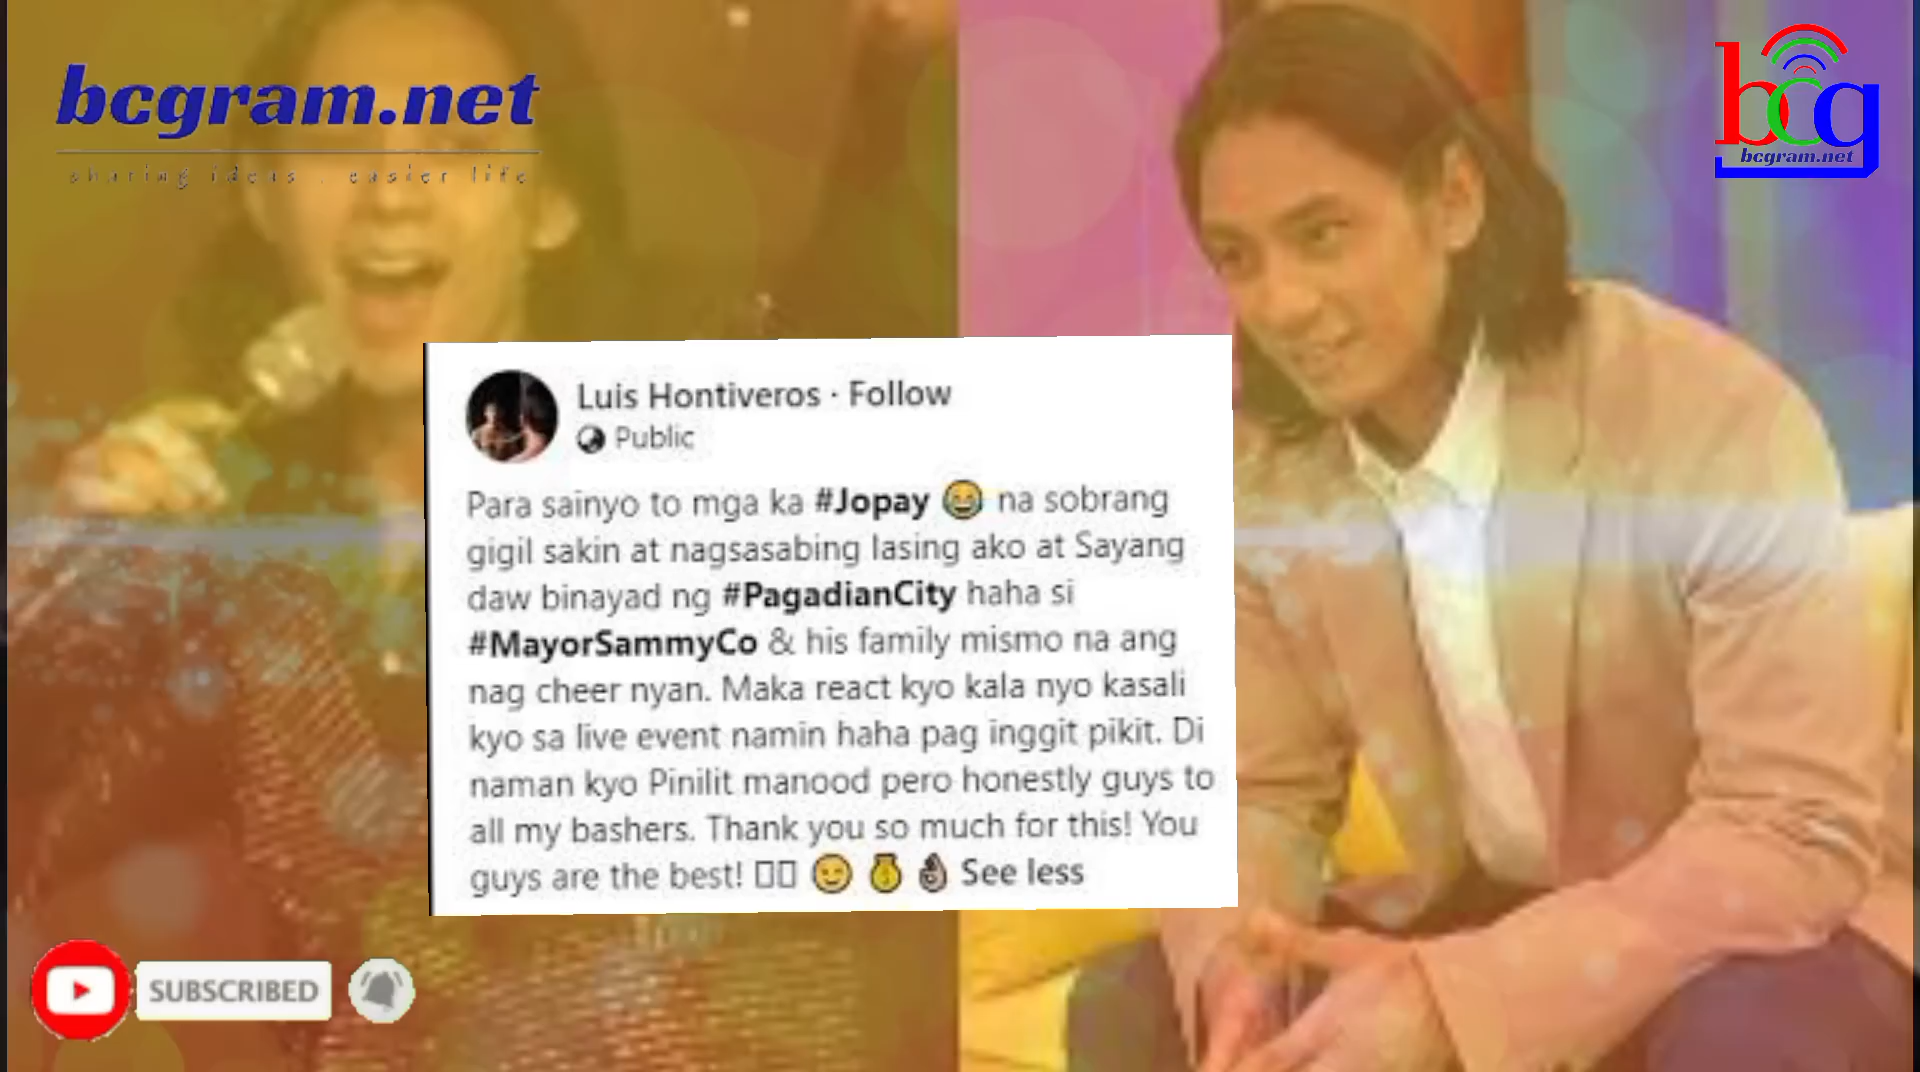 bcgram.net
sharing ideas . easier life
bcg
bcgram.net
Luis Hontiveros · Follow
Public
Para sainyo to mga ka #Jopay 😄 na sobrang
gigil sakin at nagsasabing lasing ako at Sayang
daw binayad ng #PagadianCity haha si
#MayorSammyCo & his family mismo na ang
nag cheer nyan. Maka react kyo kala nyo kasali
kyo sa live event namin haha pag inggit pikit. Di
naman kyo Pinilit manood pero honestly guys to
all my bashers. Thank you so much for this! You
guys are the best! 😉 💰 👌 See less
SUBSCRIBED